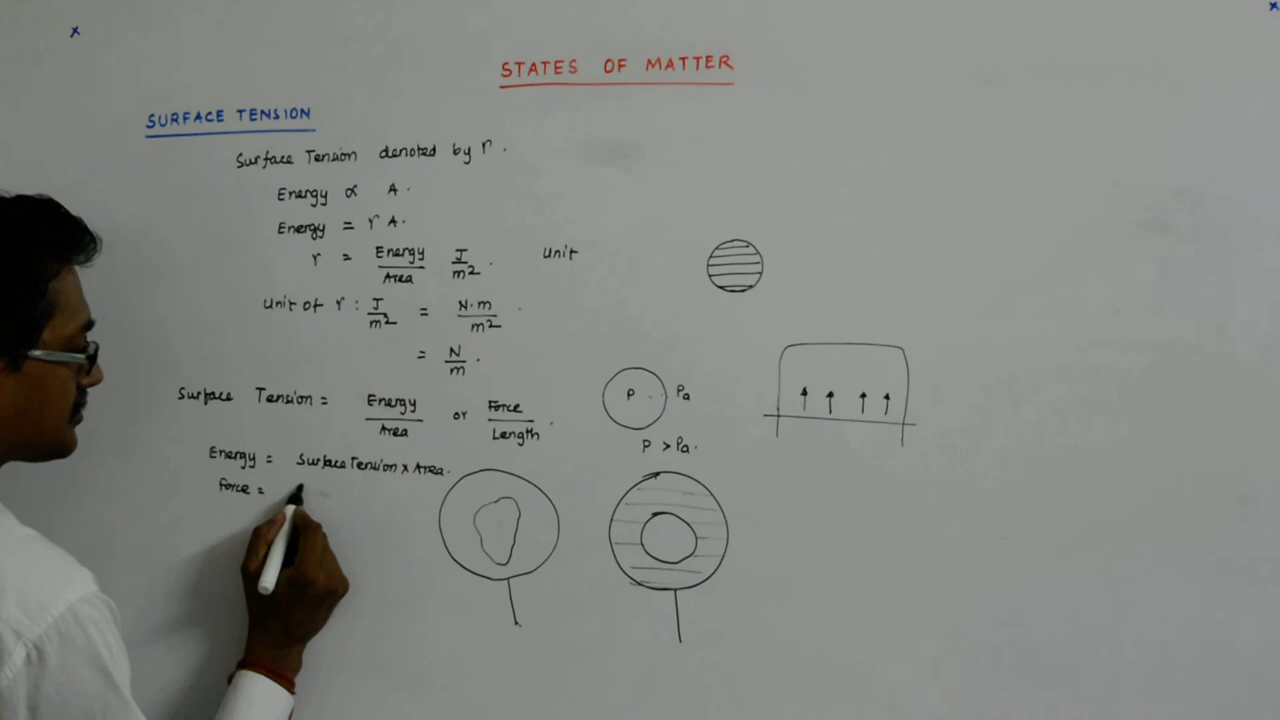 x
x
STATES OF MATTER
SURFACE TENSION
Surface Tension denoted by r.
Energy ∝ A.
Energy = r A.
r = Energy/Area J/m² . Unit
Unit of r : J/m² = N.m/m² .
= N/m .
Surface Tension = Energy/Area or Force/Length .
P Pa
P > Pa.
Energy = Surface Tension x Area.
Force =